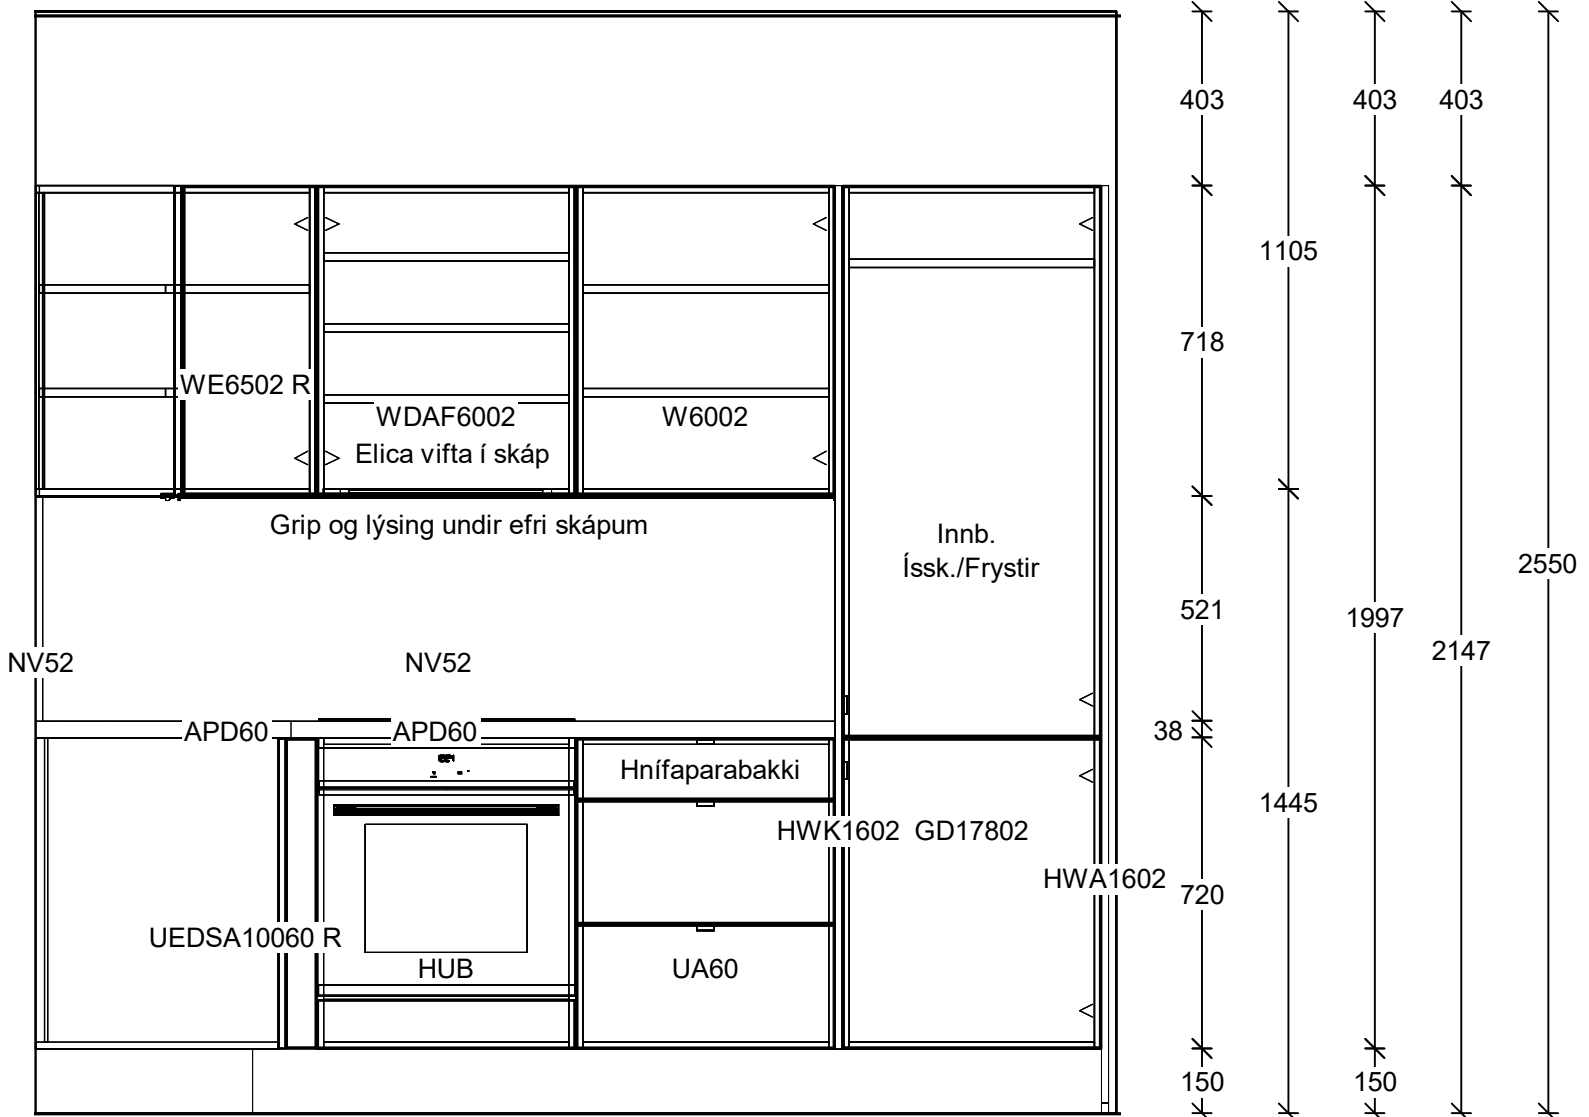 403
403
403
1105
718
WE6502 R
WDAF6002
W6002
Elica vifta í skáp
Grip og lýsing undir efri skápum
Innb.
Íssk./Frystir
2550
521
1997
2147
NV52
NV52
APD60
APD60
38
Hnífaparabakki
1445
HWK1602
GD17802
HWA1602
720
UEDSA10060 R
HUB
UA60
150
150